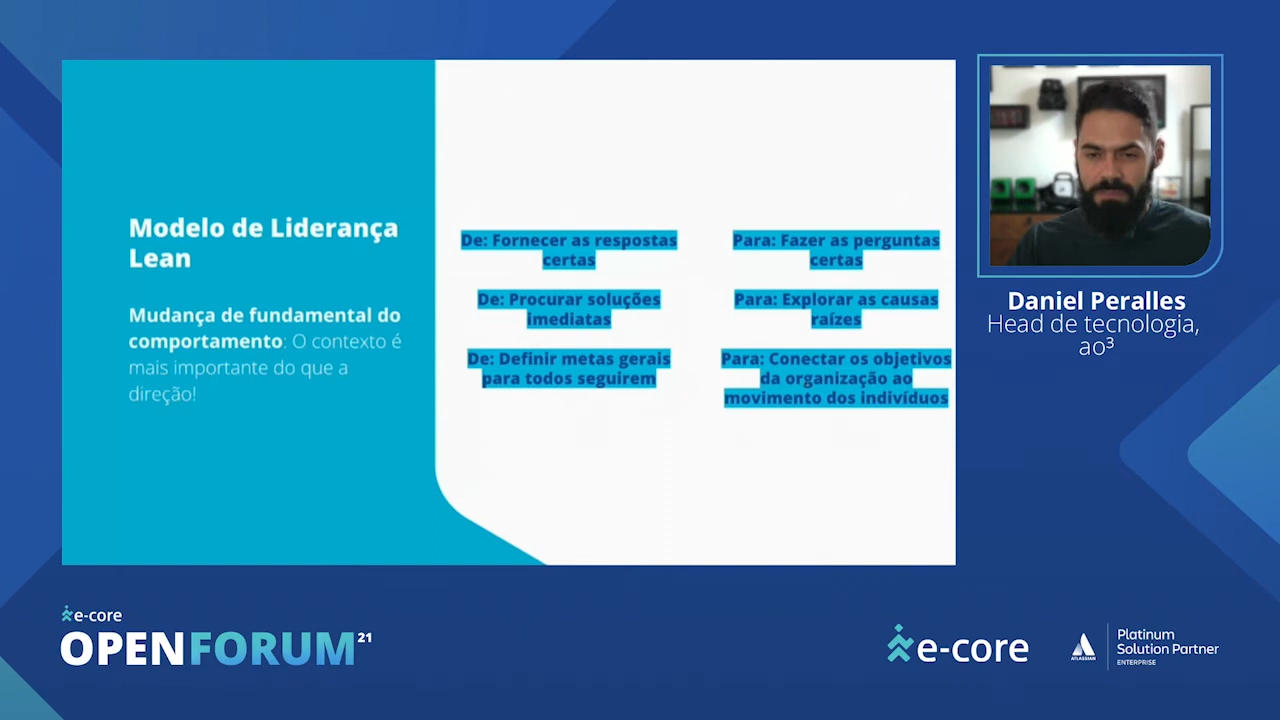 Modelo de Liderança
Lean
Mudança de fundamental do
comportamento: O contexto é
mais importante do que a
direção!
De: Fornecer as respostas
certas
Para: Fazer as perguntas
certas
De: Procurar soluções
imediatas
Para: Explorar as causas
raízes
De: Definir metas gerais
para todos seguirem
Para: Conectar os objetivos
da organização ao
movimento dos indivíduos
Daniel Peralles
Head de tecnologia,
ao³
e-core
OPENFORUM²¹
e-core
ATLASSIAN
Platinum
Solution Partner
ENTERPRISE